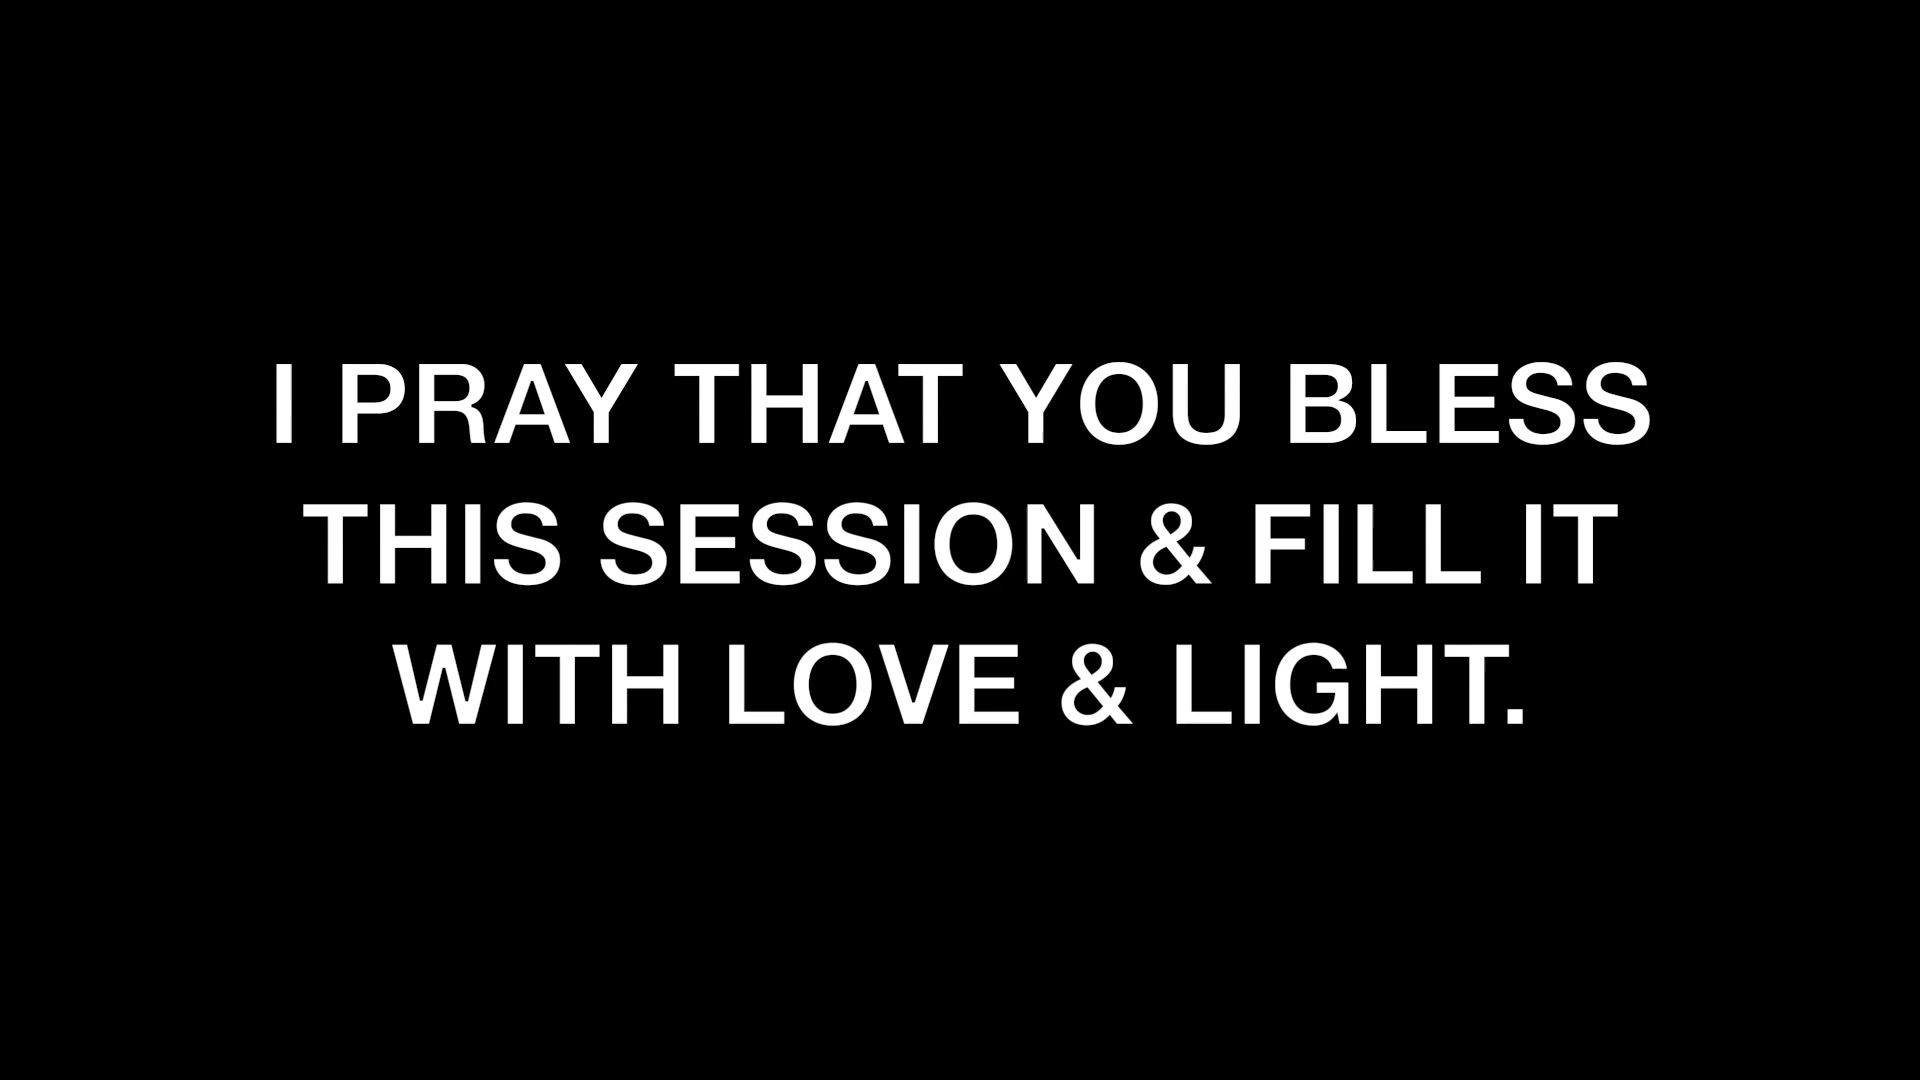 I PRAY THAT YOU BLESS
THIS SESSION & FILL IT
WITH LOVE & LIGHT.